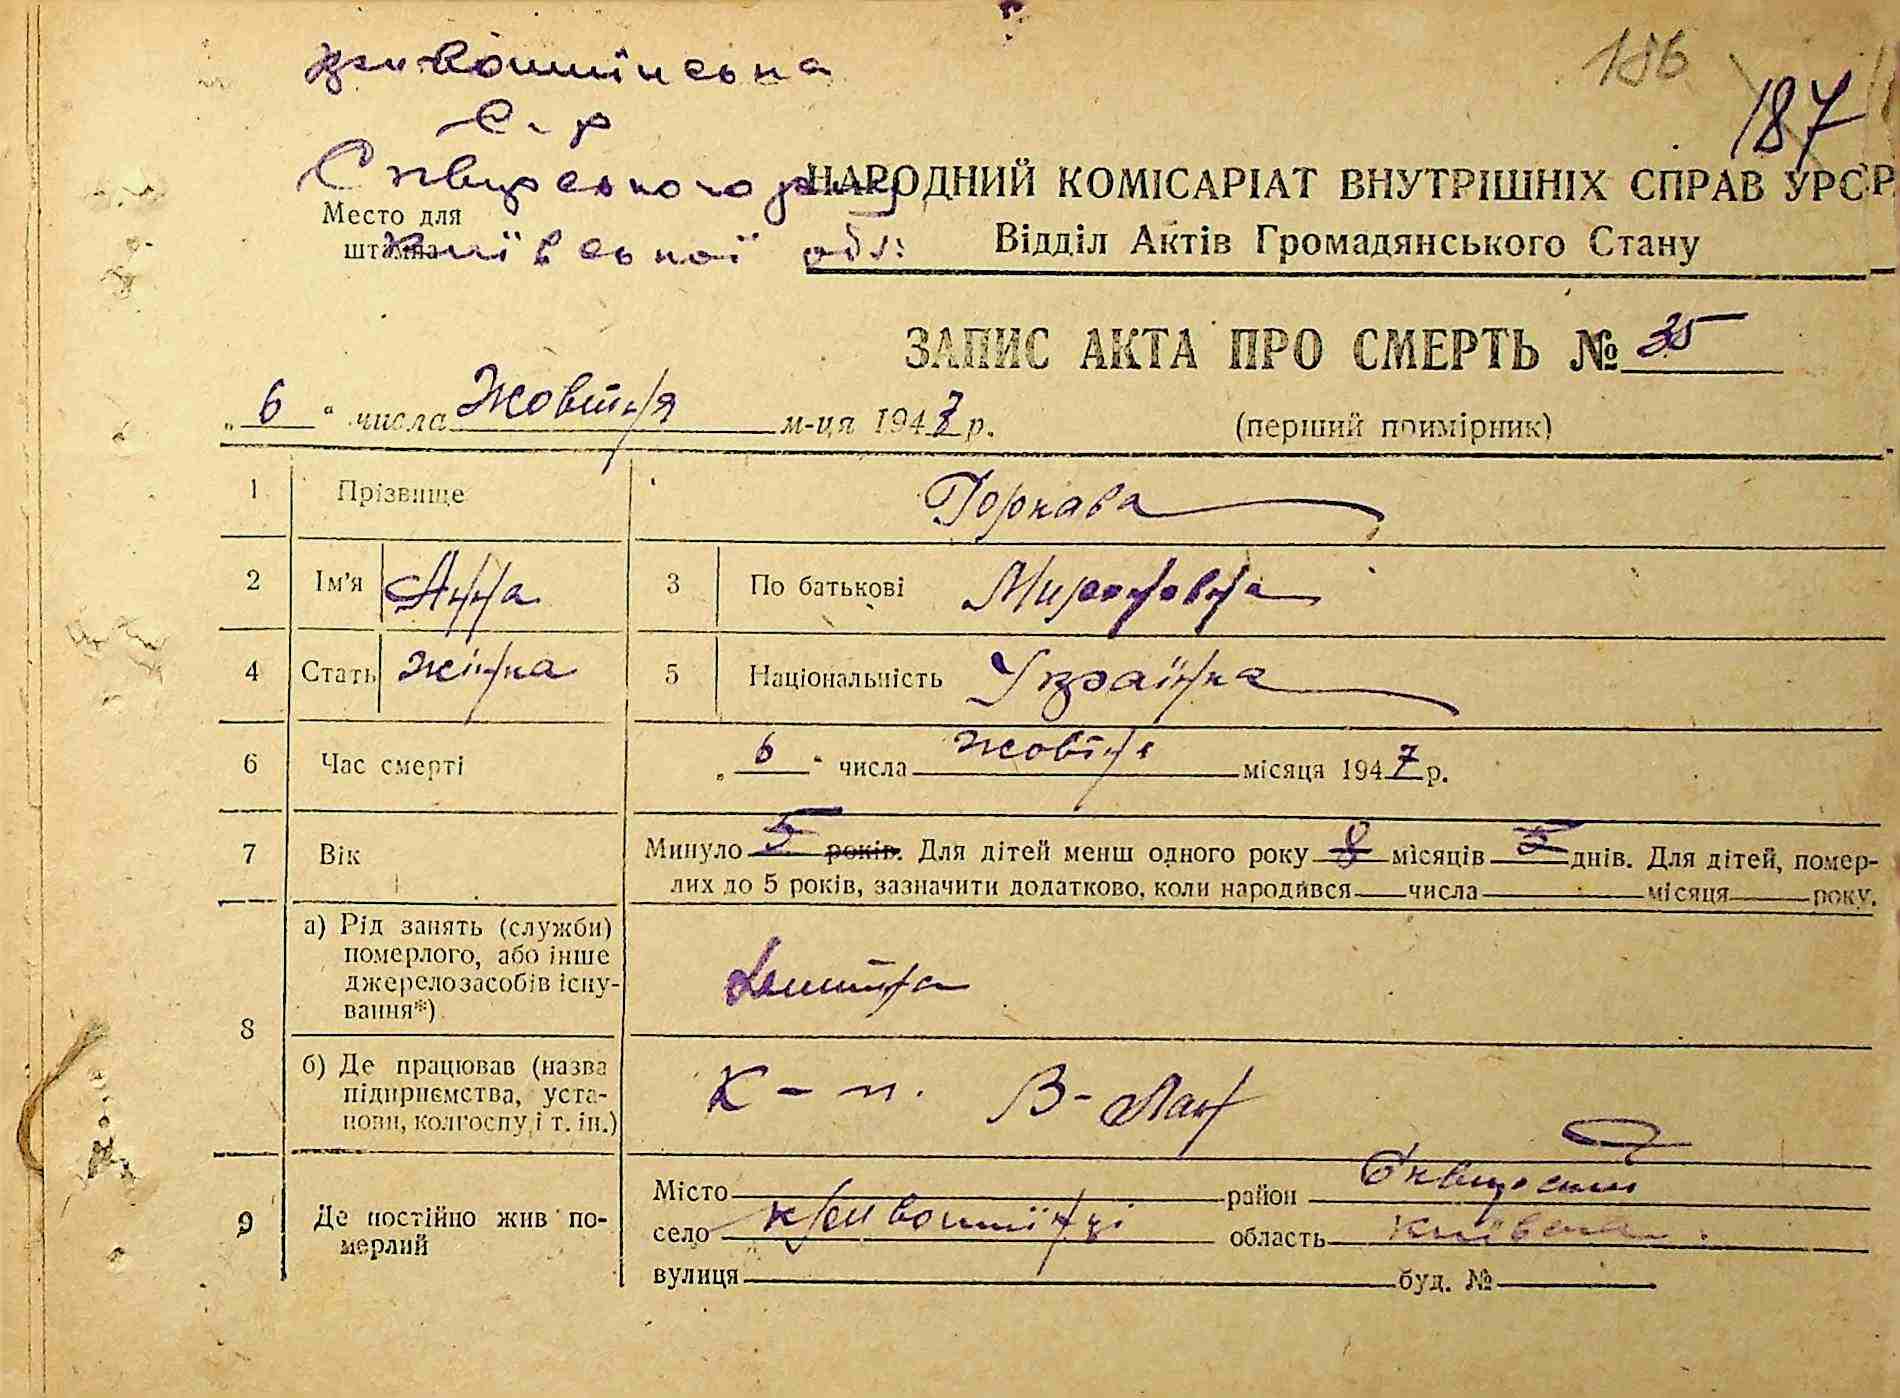 Кривошиїнська
с-р
Сквирського р-ну
Київської обл.
186
187
Место для
штампа
НАРОДНИЙ КОМІСАРІАТ ВНУТРІШНІХ СПРАВ УРСР
Відділ Актів Громадянського Стану
ЗАПИС АКТА ПРО СМЕРТЬ № 35
„6“ числа Жовтня м-ця 1947 р. (перший примірник)
1 Прізвище Горкава
2 Ім'я Анна 3 По батькові Мироновна
4 Стать жінка 5 Національність Українка
6 Час смерті „6“ числа жовтня місяця 1947 р.
7 Вік Минуло 5 років. Для дітей менш одного року 8 місяців днів. Для дітей, помер-
лих до 5 років, зазначити додатково, коли народився числа місяця року.
8 а) Рід занять (служби)
померлого, або інше
джерело засобів існу-
вання*)
б) Де працював (назва
підприємства, уста-
нови, колгоспу і т. ін.) К-п. В-Лан
9 Де постійно жив по-
мерлий
Місто район Сквирський
село Кривошиїнці область Київська
вулиця буд. №